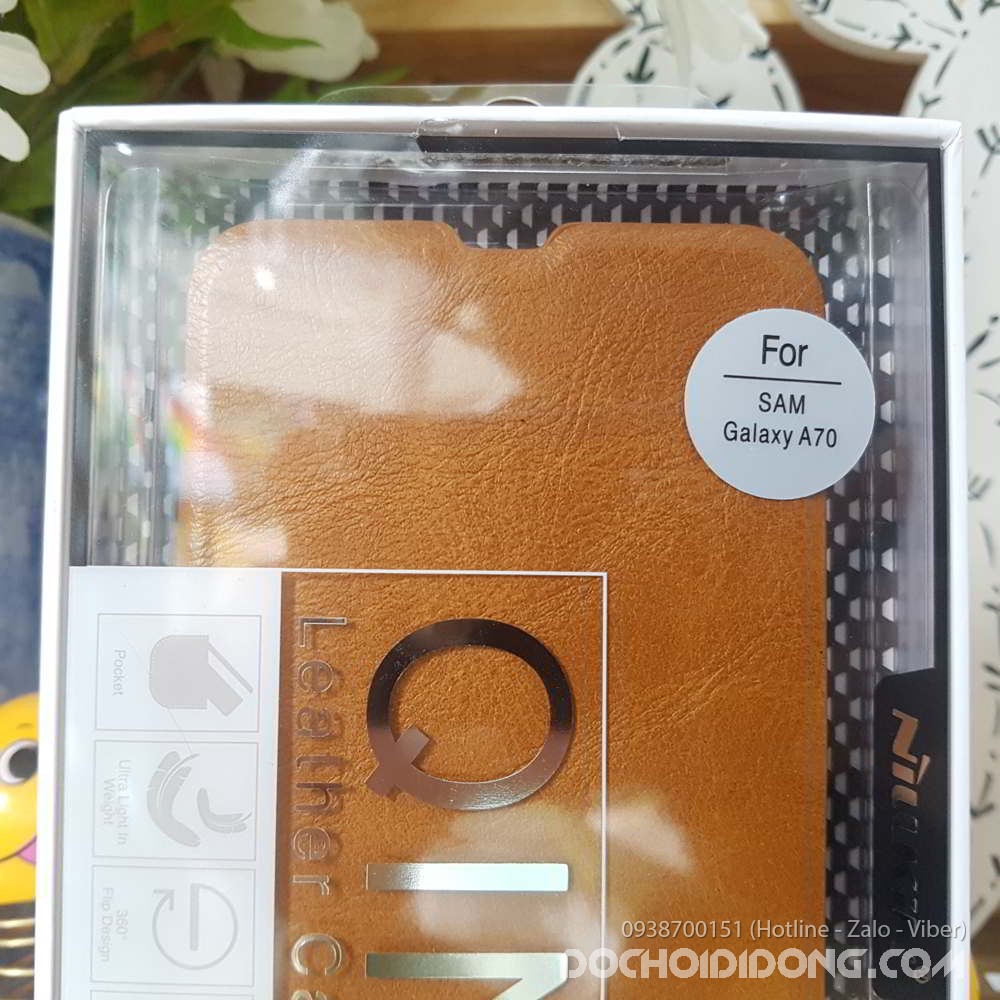 For
SAM
Galaxy A70
Pocket
Ultra Light In
Weight
360°
Flip Design
Leather
QIN
0938700151 (Hotline - Zalo - Viber)
DOCHOIDIDONG.COM